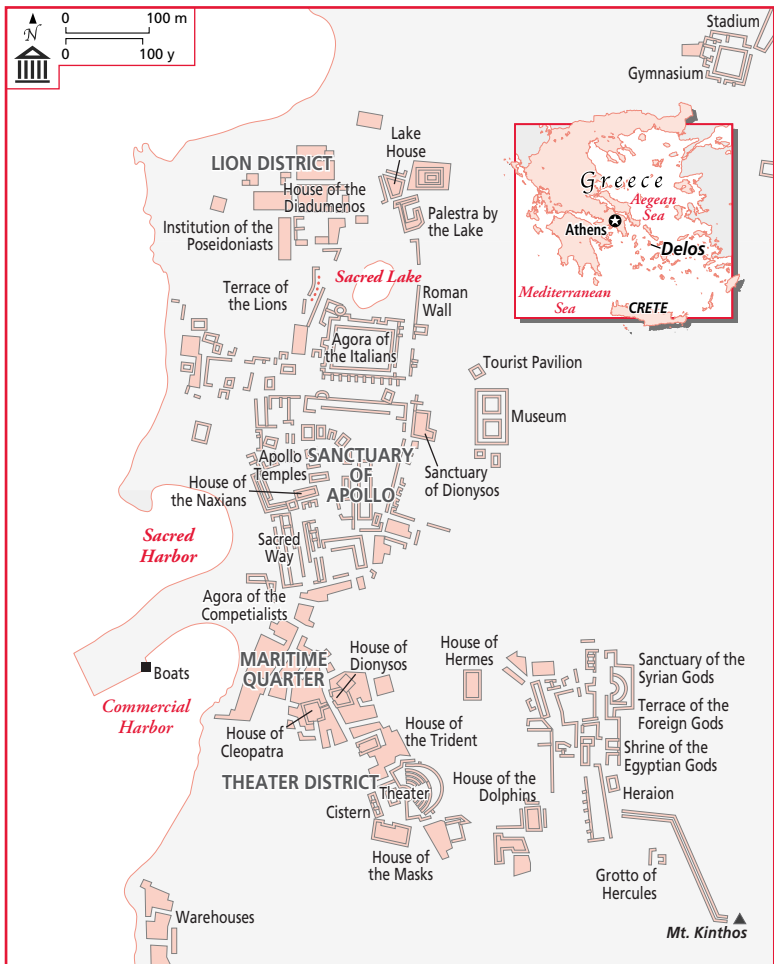 0 100 m
N
0 100 y
Stadium
Gymnasium
Lake
House
LION DISTRICT
House of the
Diadumenos
Palestra by
the Lake
Institution of the
Poseidoniasts
Greece
Aegean
Sea
Athens
Delos
Mediterranean
Sea
CRETE
Sacred Lake
Terrace of
the Lions
Roman
Wall
Agora of
the Italians
Tourist Pavilion
Museum
Apollo
Temples
SANCTUARY
OF
APOLLO
Sanctuary
of Dionysos
House of
the Naxians
Sacred
Harbor
Sacred
Way
Agora of the
Competialists
MARITIME
QUARTER
House of
Dionysos
House of
Hermes
Sanctuary of the
Syrian Gods
Boats
Commercial
Harbor
Terrace of the
Foreign Gods
House of
Cleopatra
House of
the Trident
Shrine of the
Egyptian Gods
THEATER DISTRICT
Theater
House of the
Dolphins
Heraion
Cistern
House of
the Masks
Grotto of
Hercules
Warehouses
Mt. Kinthos